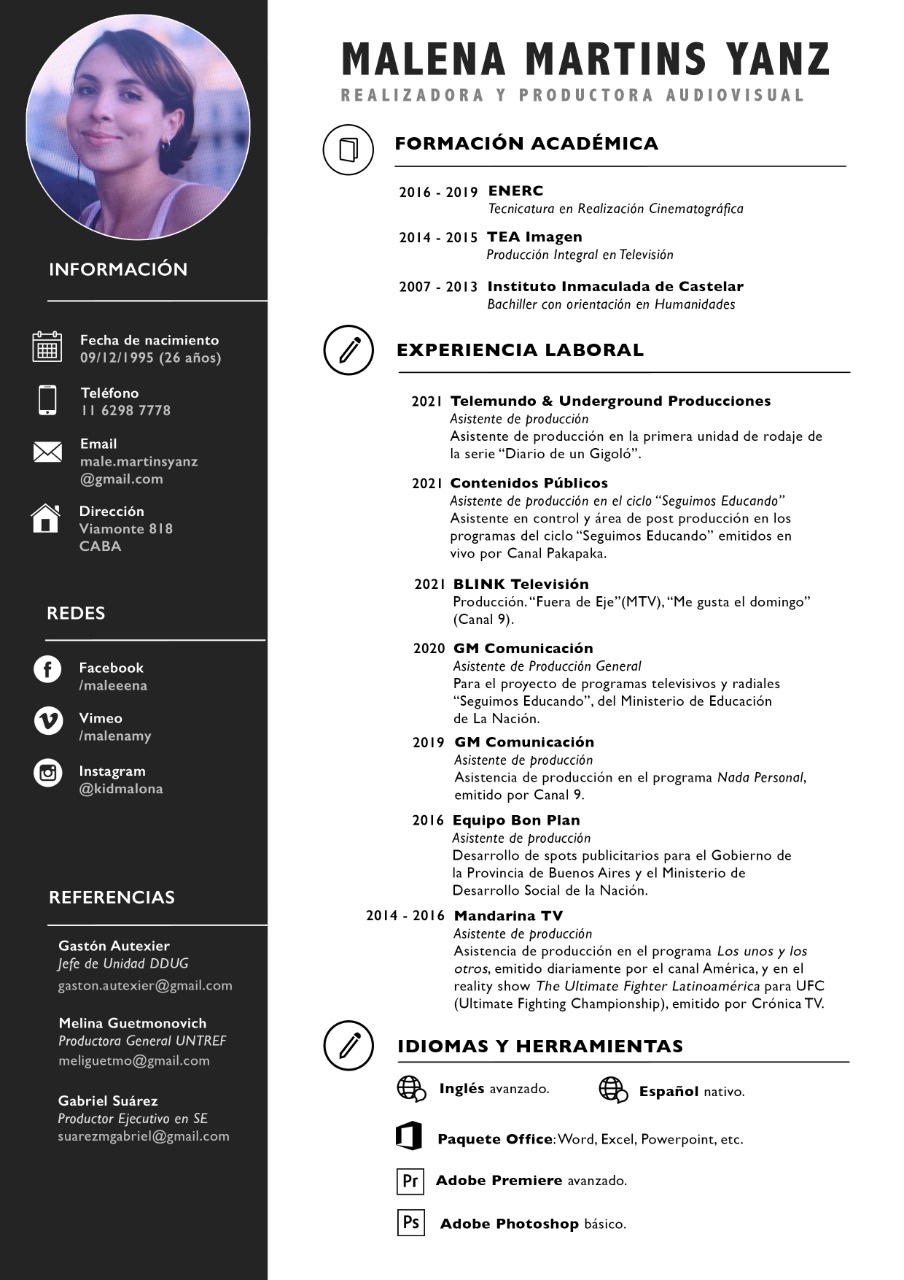 INFORMACIÓN
Fecha de nacimiento
09/12/1995 (26 años)
Teléfono
11 6298 7778
Email
male.martinsyanz
@gmail.com
Dirección
Viamonte 818
CABA
REDES
Facebook
/maleeena
Vimeo
/malenamy
Instagram
@kidmalona
REFERENCIAS
Gastón Autexier
Jefe de Unidad DDUG
gaston.autexier@gmail.com
Melina Guetmonovich
Productora General UNTREF
meliguetmo@gmail.com
Gabriel Suárez
Productor Ejecutivo en SE
suarezmgabriel@gmail.com
MALENA MARTINS YANZ
REALIZADORA Y PRODUCTORA AUDIOVISUAL
FORMACIÓN ACADÉMICA
2016 - 2019 ENERC
Tecnicatura en Realización Cinematográfica
2014 - 2015 TEA Imagen
Producción Integral en Televisión
2007 - 2013 Instituto Inmaculada de Castelar
Bachiller con orientación en Humanidades
EXPERIENCIA LABORAL
2021 Telemundo & Underground Producciones
Asistente de producción
Asistente de producción en la primera unidad de rodaje de
la serie “Diario de un Gigoló”.
2021 Contenidos Públicos
Asistente de producción en el ciclo “Seguimos Educando”
Asistente en control y área de post producción en los
programas del ciclo “Seguimos Educando” emitidos en
vivo por Canal Pakapaka.
2021 BLINK Televisión
Producción. “Fuera de Eje”(MTV), “Me gusta el domingo”
(Canal 9).
2020 GM Comunicación
Asistente de Producción General
Para el proyecto de programas televisivos y radiales
“Seguimos Educando”, del Ministerio de Educación
de La Nación.
2019 GM Comunicación
Asistente de producción
Asistencia de producción en el programa Nada Personal,
emitido por Canal 9.
2016 Equipo Bon Plan
Asistente de producción
Desarrollo de spots publicitarios para el Gobierno de
la Provincia de Buenos Aires y el Ministerio de
Desarrollo Social de la Nación.
2014 - 2016 Mandarina TV
Asistente de producción
Asistencia de producción en el programa Los unos y los
otros, emitido diariamente por el canal América, y en el
reality show The Ultimate Fighter Latinoamérica para UFC
(Ultimate Fighting Championship), emitido por Crónica TV.
IDIOMAS Y HERRAMIENTAS
Inglés avanzado. Español nativo.
Paquete Office: Word, Excel, Powerpoint, etc.
Pr Adobe Premiere avanzado.
Ps Adobe Photoshop básico.